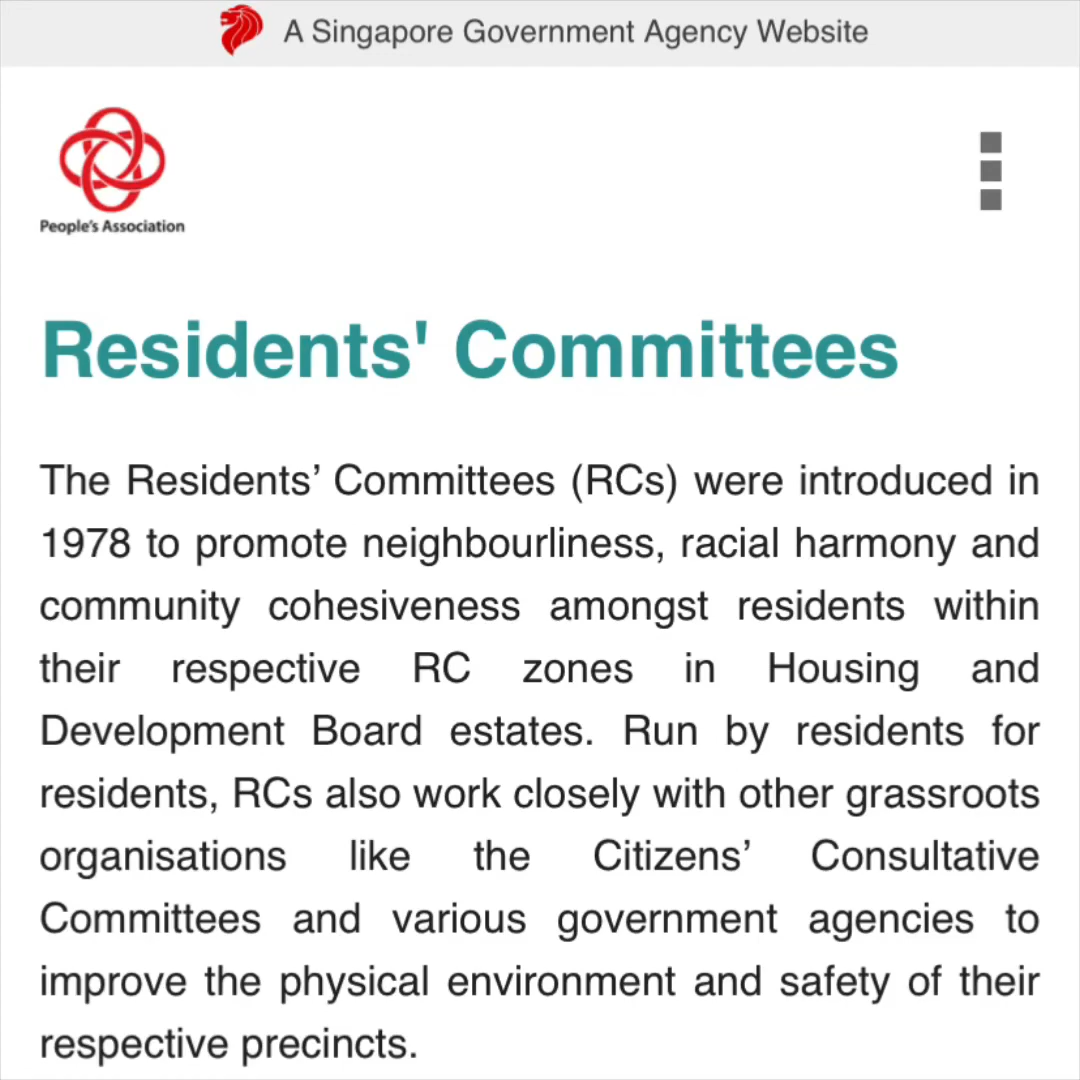 A Singapore Government Agency Website
People's Association
Residents' Committees
The Residents’ Committees (RCs) were introduced in
1978 to promote neighbourliness, racial harmony and
community cohesiveness amongst residents within
their respective RC zones in Housing and
Development Board estates. Run by residents for
residents, RCs also work closely with other grassroots
organisations like the Citizens’ Consultative
Committees and various government agencies to
improve the physical environment and safety of their
respective precincts.